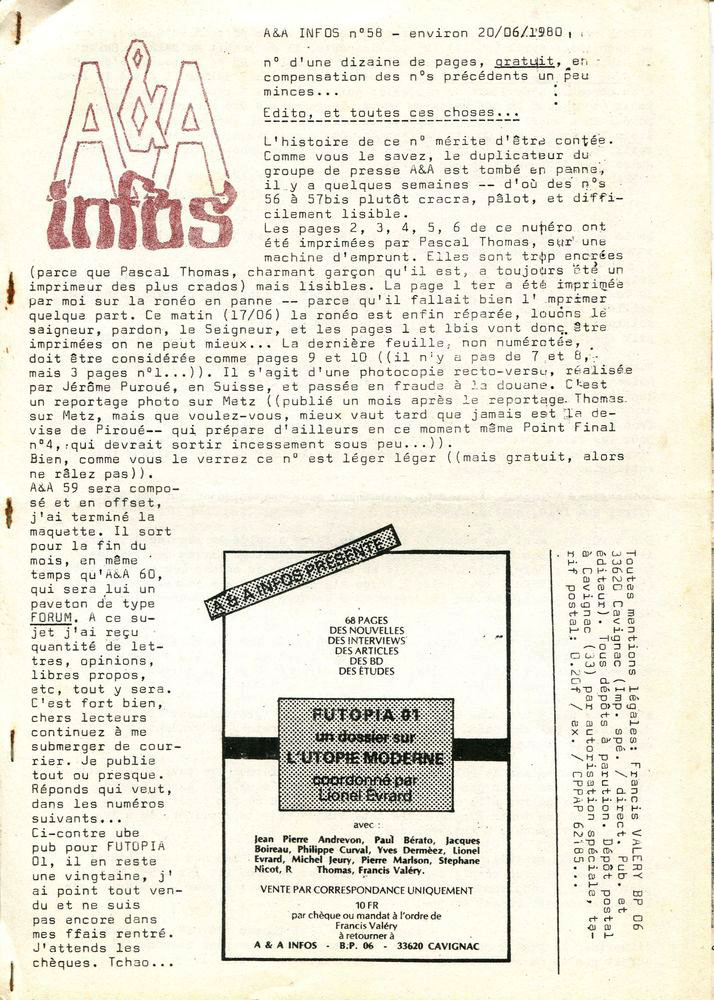 A&A
infos
A&A INFOS n°58 - environ 20/06/1980
n° d'une dizaine de pages, gratuit, en
compensation des n°s précédents un peu
minces...
Edito, et toutes ces choses...
L'histoire de ce n° mérite d'être contée.
Comme vous le savez, le duplicateur du
groupe de presse A&A est tombé en panne,
il y a quelques semaines -- d'où des n°s
56 à 57bis plutôt cracra, pâlot, et diffi-
cilement lisible.
Les pages 2, 3, 4, 5, 6 de ce numéro ont
été imprimées par Pascal Thomas, sur une
machine d'emprunt. Elles sont trop encrées
(parce que Pascal Thomas, charmant garçon qu'il est, a toujours été un
imprimeur des plus crados) mais lisibles. La page 1 ter a été imprimée
par moi sur la ronéo en panne -- parce qu'il fallait bien l' mprimer
quelque part. Ce matin (17/06) la ronéo est enfin réparée, louons le
saigneur, pardon, le Seigneur, et les pages 1 et 1bis vont donc être
imprimées on ne peut mieux... La dernière feuille, non numérotée,
doit être considérée comme pages 9 et 10 ((il n'y a pas de 7 et 8,
mais 3 pages n°1...)). Il s'agit d'une photocopie recto-verso, réalisée
par Jérôme Puroué, en Suisse, et passée en fraude à la douane. C'est
un reportage photo sur Metz ((publié un mois après le reportage Thomas
sur Metz, mais que voulez-vous, mieux vaut tard que jamais est la de-
vise de Piroué-- qui prépare d'ailleurs en ce moment même Point Final
n°4, qui devrait sortir incessement sous peu...)).
Bien, comme vous le verrez ce n° est léger léger ((mais gratuit, alors
ne râlez pas)).
A&A 59 sera compo-
sé et en offset,
j'ai terminé la
maquette. Il sort
pour la fin du
mois, en même
temps qu'A&A 60,
qui sera lui un
paveton de type
FORUM. A ce su-
jet j'ai reçu
quantité de let-
tres, opinions,
libres propos,
etc, tout y sera.
C'est fort bien,
chers lecteurs
continuez à me
submerger de cour-
rier. Je publie
tout ou presque.
Réponds qui veut,
dans les numéros
suivants...
Ci-contre ube
pub pour FUTOPIA
01, il en reste
une vingtaine, j'
ai point tout ven-
du et ne suis
pas encore dans
mes ffais rentré.
J'attends les
chèques. Tchao...
A & A INFOS PRÉSENTE
68 PAGES
DES NOUVELLES
DES INTERVIEWS
DES ARTICLES
DES BD
DES ÉTUDES
FUTOPIA 01
un dossier sur
L'UTOPIE MODERNE
coordonné par
Lionel Evrard
avec :
Jean Pierre Andrevon, Paul Bérato, Jacques
Boireau, Philippe Curval, Yves Dermèez, Lionel
Evrard, Michel Jeury, Pierre Marlson, Stephane
Nicot, R Thomas, Francis Valéry.
VENTE PAR CORRESPONDANCE UNIQUEMENT
10 FR
par chèque ou mandat à l'ordre de
Francis Valéry
à retourner à
A & A INFOS - B.P. 06 - 33620 CAVIGNAC
Toutes mentions légales: Francis VALERY BP 06
33620 Cavignac (Imp. spé. / direct. Pub. et
éditeur). Tous dépôts à parution. Dépôt postal
à Cavignac (33) par autorisation spéciale, ta-
rif postal: 0.20f / ex. / CPPAP 62185...